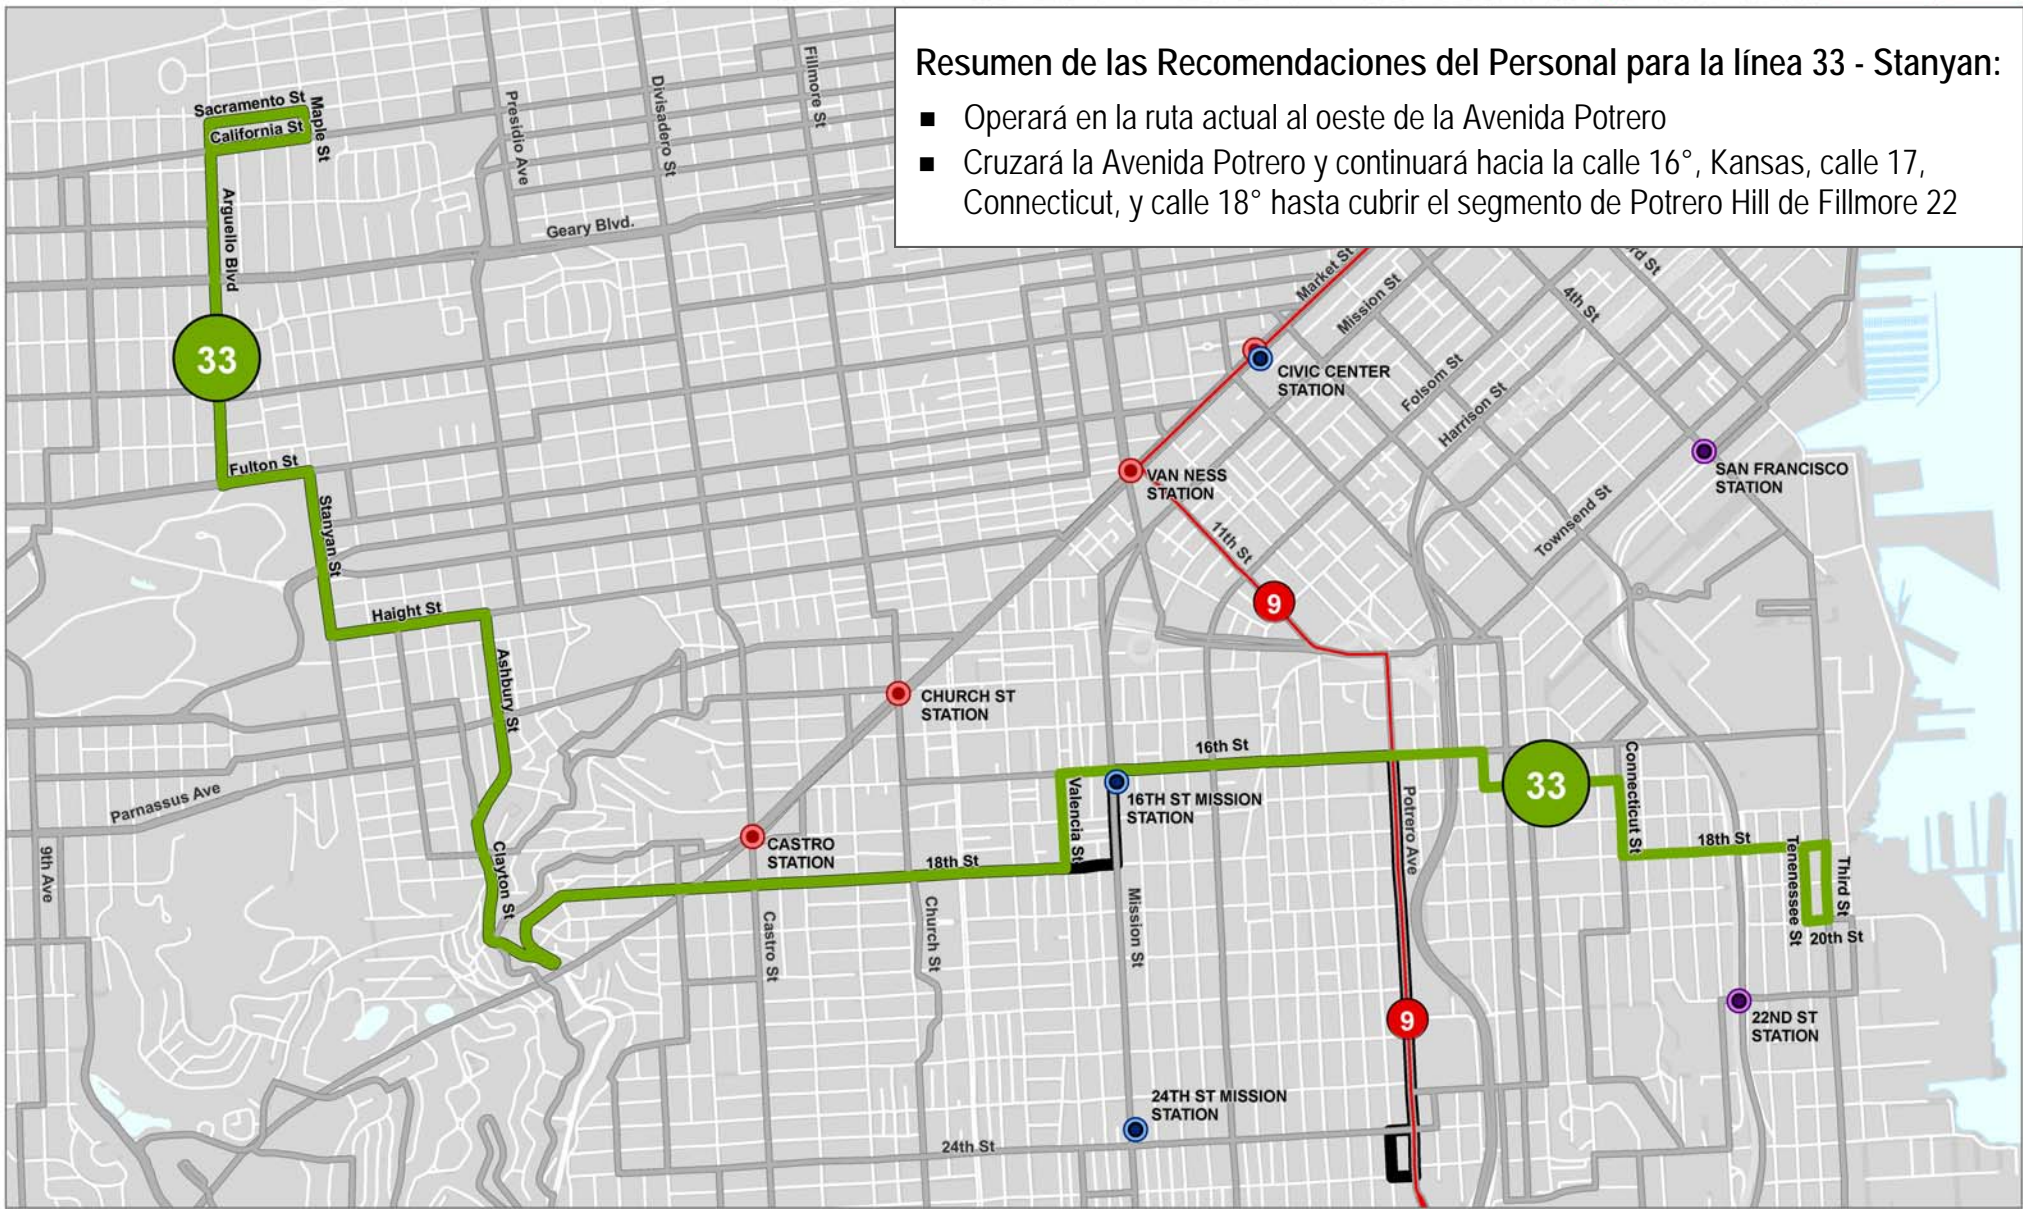 Resumen de las Recomendaciones del Personal para la línea 33 - Stanyan:
■ Operará en la ruta actual al oeste de la Avenida Potrero
■ Cruzará la Avenida Potrero y continuará hacia la calle 16°, Kansas, calle 17,
Connecticut, y calle 18° hasta cubrir el segmento de Potrero Hill de Fillmore 22
Sacramento St
California St
Maple St
Arguello Blvd
Presidio Ave
Divisadero St
Fillmore St
Geary Blvd.
33
Fulton St
Stanyan St
Haight St
Ashbury St
Clayton St
Parnassus Ave
9th Ave
Market St
Mission St
rd St
4th St
CIVIC CENTER
STATION
Folsom St
Harrison St
VAN NESS
STATION
11th St
Townsend St
SAN FRANCISCO
STATION
9
CHURCH ST
STATION
CASTRO
STATION
16th St
16TH ST MISSION
STATION
Valencia St
18th St
Castro St
Church St
Mission St
Potrero Ave
33
Connecticut St
18th St
Tenenessee St
Third St
20th St
9
22ND ST
STATION
24TH ST MISSION
STATION
24th St